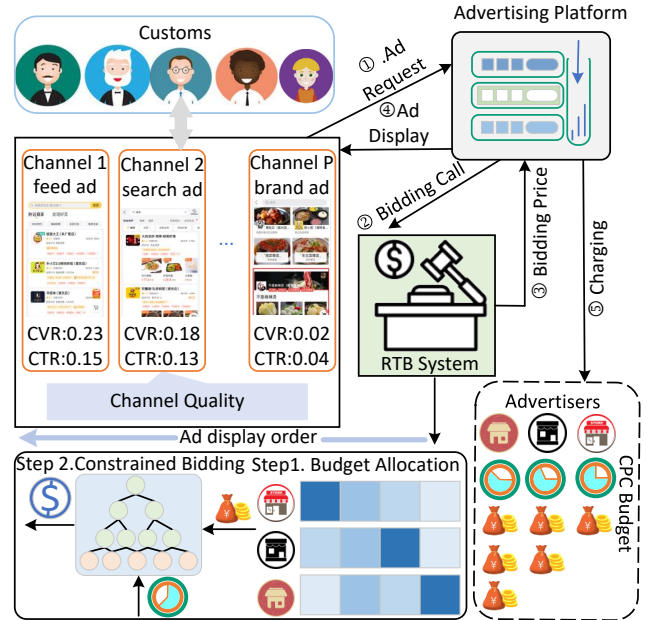 Customs
Advertising Platform
① .Ad
Request
④Ad
Display
Channel 1
feed ad
Channel 2
search ad
...
Channel P
brand ad
CVR:0.23
CTR:0.15
CVR:0.18
CTR:0.13
CVR:0.02
CTR:0.04
Channel Quality
② Bidding Call
③ Bidding Price
⑤ Charging
RTB System
Ad display order
Advertisers
CPC Budget
Step 2.Constrained Bidding
Step1. Budget Allocation
STORE